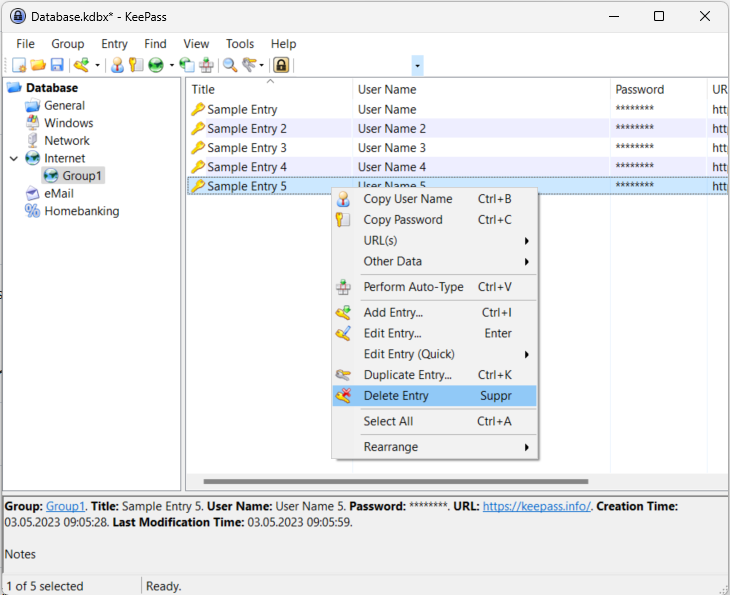 Database.kdbx* - KeePass
File Group Entry Find View Tools Help
Database
General
Windows
Network
Internet
Group1
eMail
Homebanking
Title User Name Password UR
Sample Entry User Name ******** http
Sample Entry 2 User Name 2 ******** http
Sample Entry 3 User Name 3 ******** http
Sample Entry 4 User Name 4 ******** http
Sample Entry 5 User Name 5 ******** http
Copy User Name Ctrl+B
Copy Password Ctrl+C
URL(s)
Other Data
Perform Auto-Type Ctrl+V
Add Entry... Ctrl+I
Edit Entry... Enter
Edit Entry (Quick)
Duplicate Entry... Ctrl+K
Delete Entry Suppr
Select All Ctrl+A
Rearrange
Group: Group1. Title: Sample Entry 5. User Name: User Name 5. Password: ********. URL: https://keepass.info/. Creation Time:
03.05.2023 09:05:28. Last Modification Time: 03.05.2023 09:05:59.
Notes
1 of 5 selected Ready.